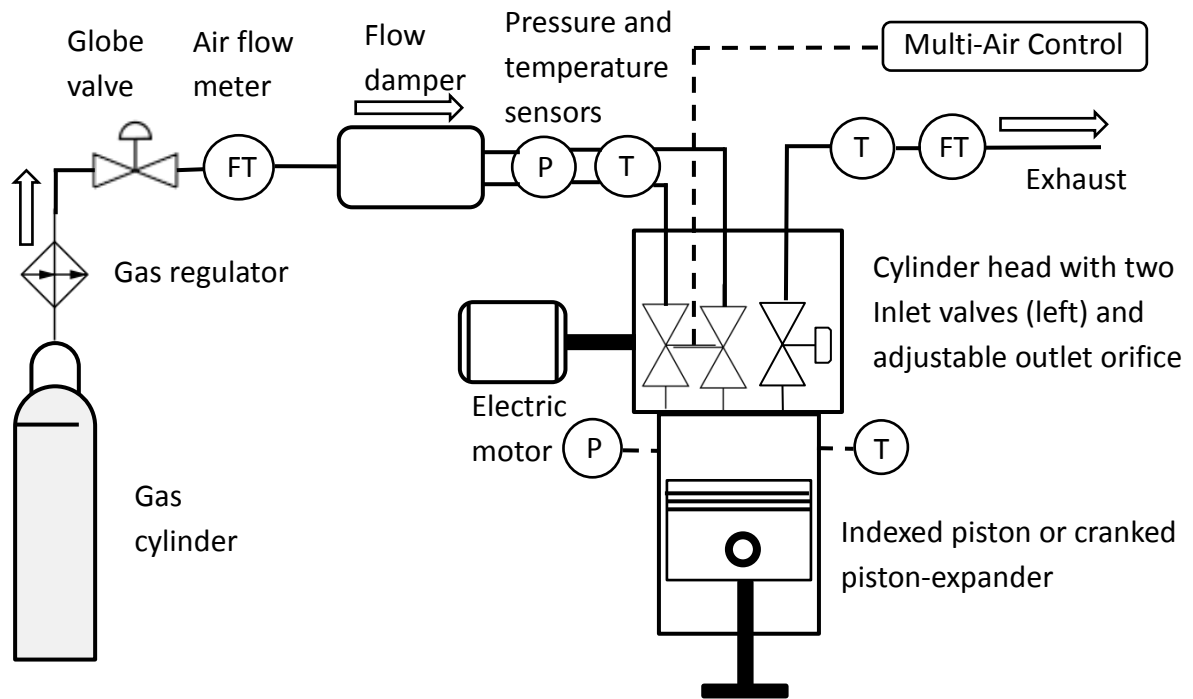 Globe
valve
Air flow
meter
Flow
damper
Pressure and
temperature
sensors
Multi-Air Control
FT
P
T
T
FT
Exhaust
Gas regulator
Cylinder head with two
Inlet valves (left) and
adjustable outlet orifice
Electric
motor
P
T
Gas
cylinder
Indexed piston or cranked
piston-expander